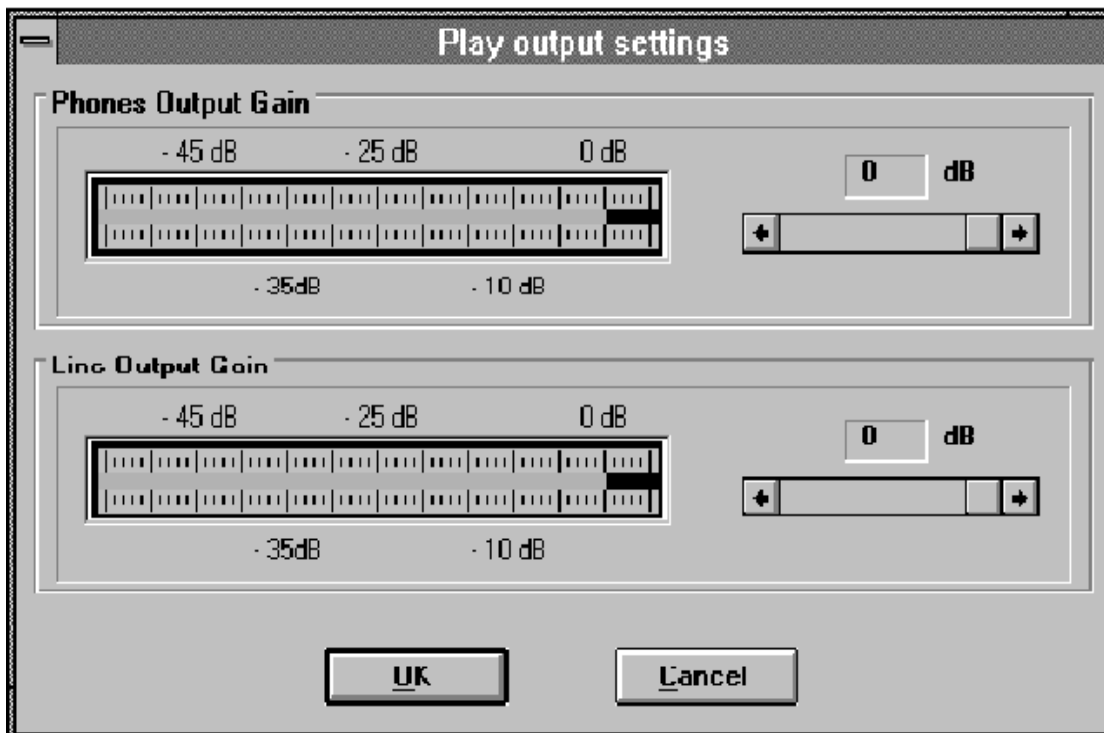 Play output settings
Phones Output Gain
- 45 dB - 25 dB 0 dB
0 dB
- 35dB - 10 dB
Line Output Gain
- 45 dB - 25 dB 0 dB
0 dB
- 35dB - 10 dB
OK Cancel